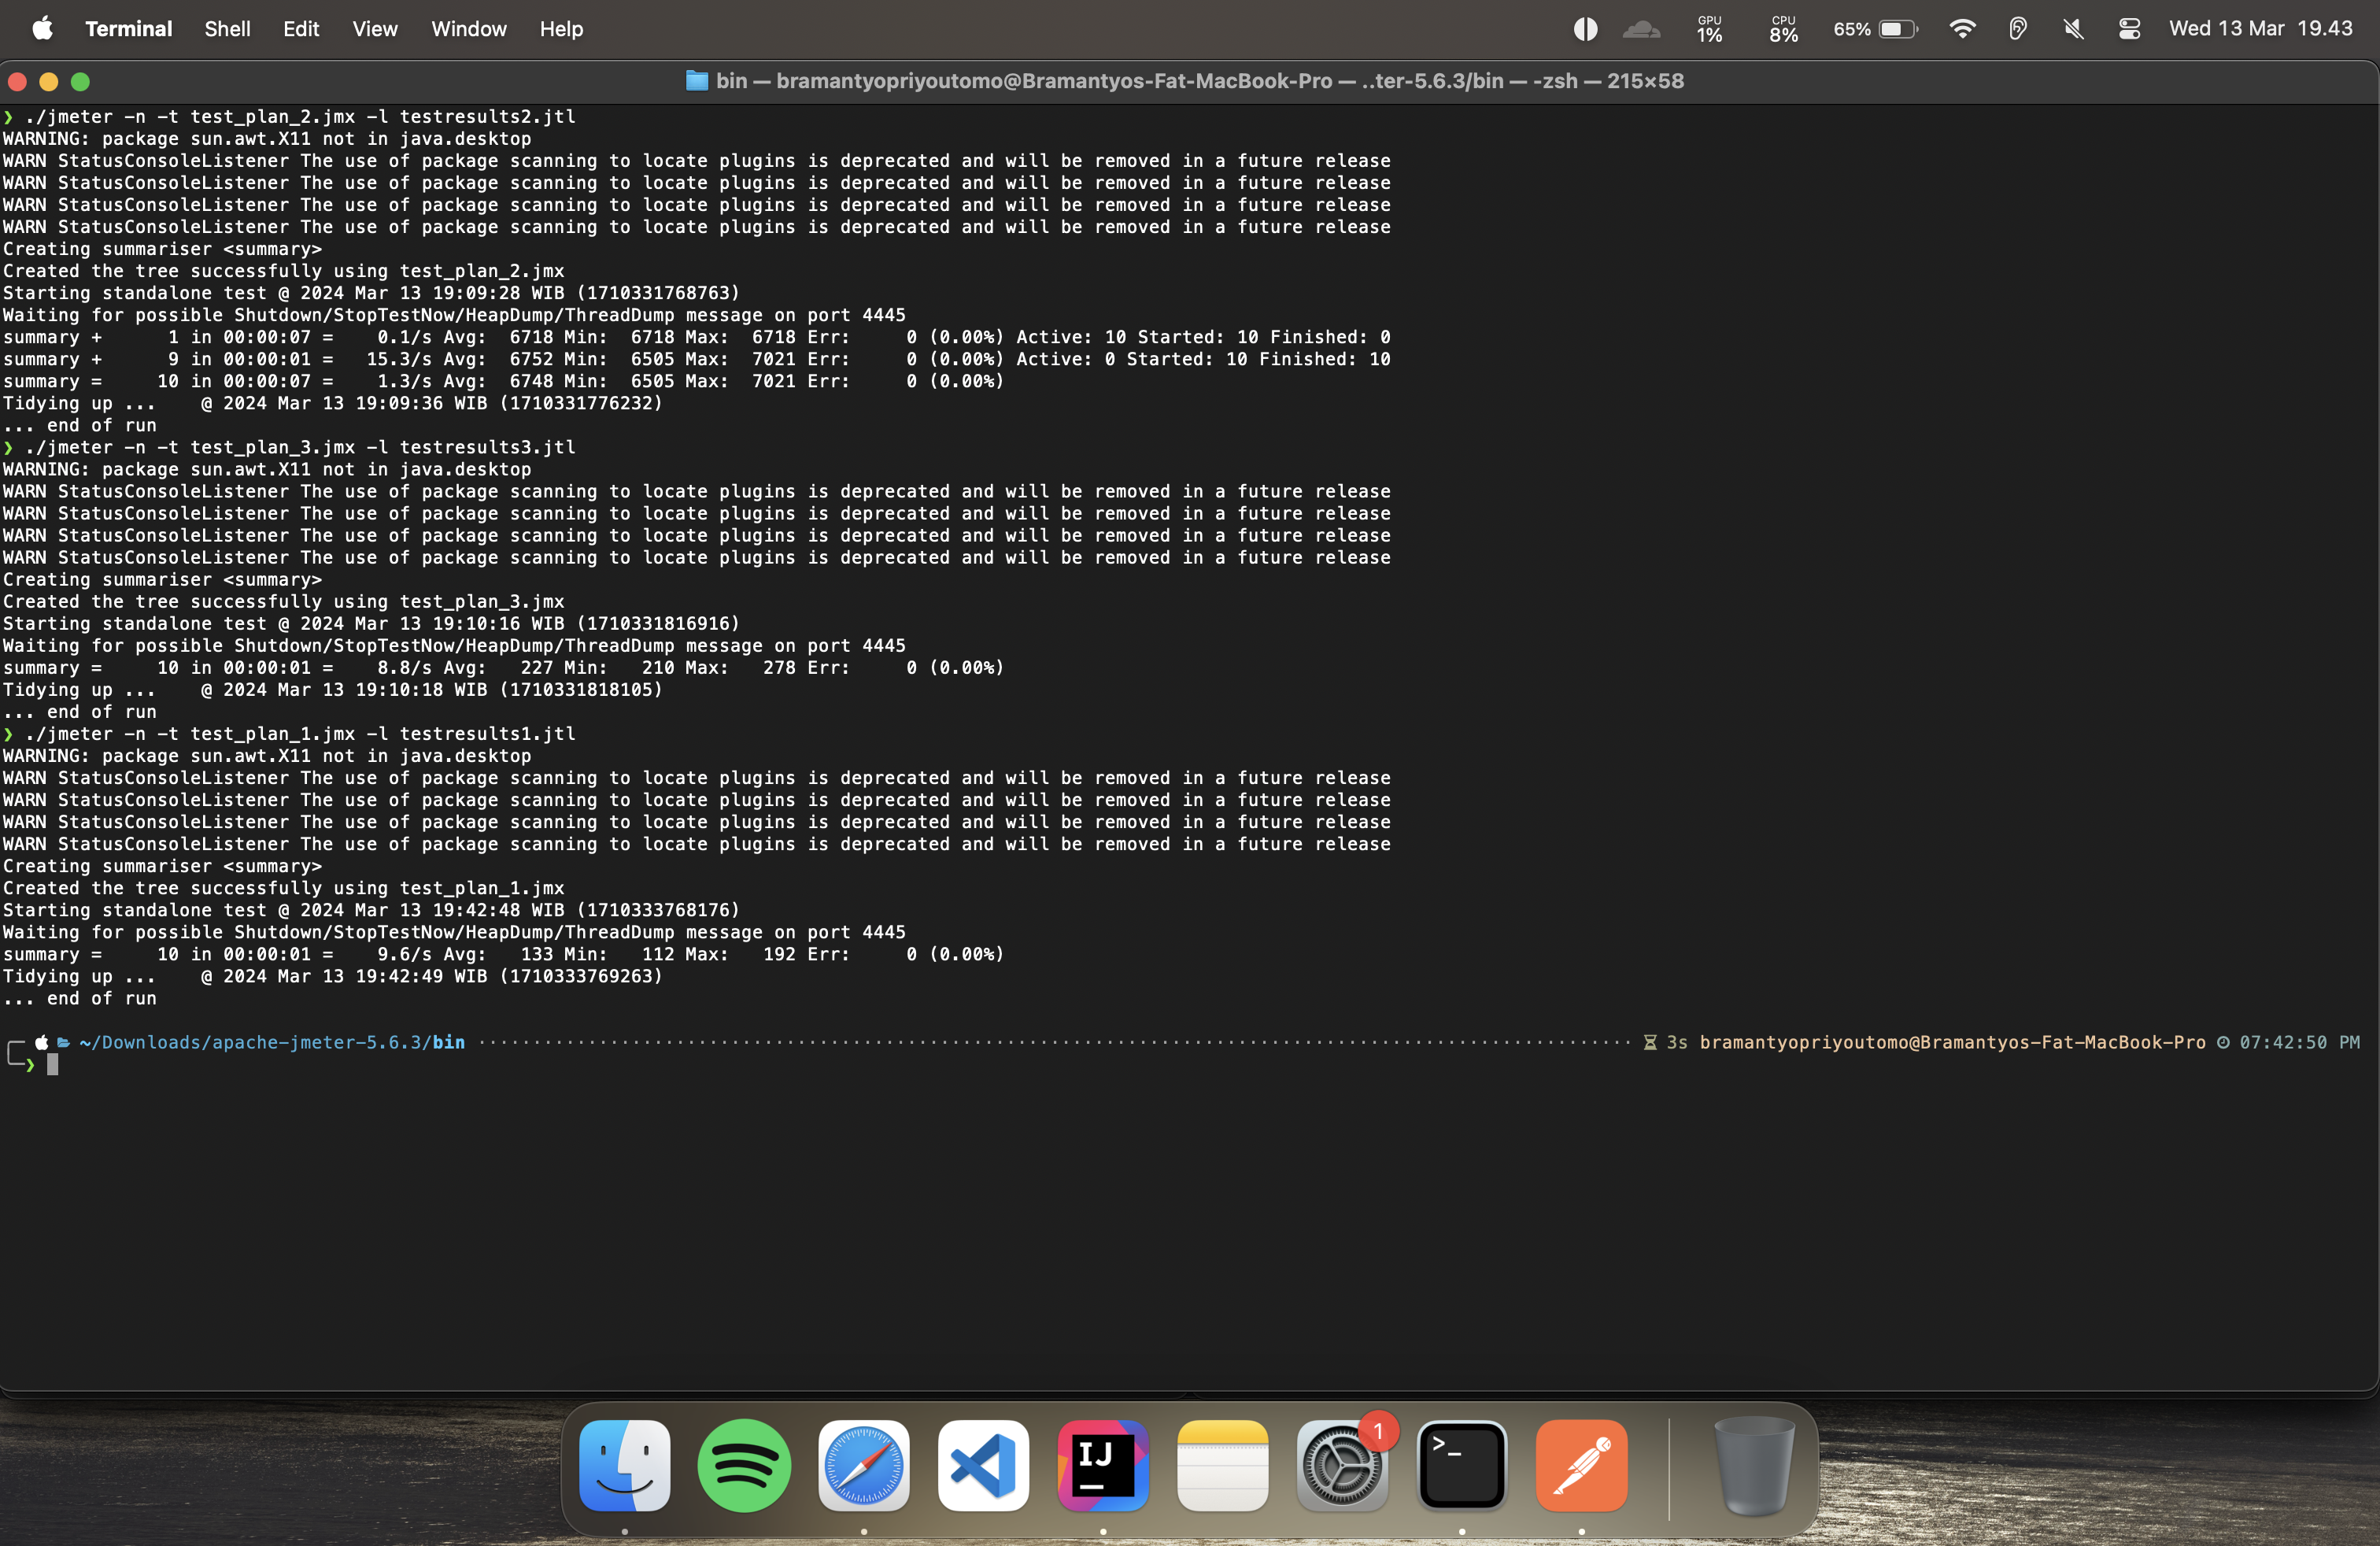 Terminal Shell Edit View Window Help GPU 1% CPU 8% 65% Wed 13 Mar 19.43
bin — bramantyopriyoutomo@Bramantyos-Fat-MacBook-Pro — ..ter-5.6.3/bin — -zsh — 215×58
❯ ./jmeter -n -t test_plan_2.jmx -l testresults2.jtl
WARNING: package sun.awt.X11 not in java.desktop
WARN StatusConsoleListener The use of package scanning to locate plugins is deprecated and will be removed in a future release
WARN StatusConsoleListener The use of package scanning to locate plugins is deprecated and will be removed in a future release
WARN StatusConsoleListener The use of package scanning to locate plugins is deprecated and will be removed in a future release
WARN StatusConsoleListener The use of package scanning to locate plugins is deprecated and will be removed in a future release
Creating summariser <summary>
Created the tree successfully using test_plan_2.jmx
Starting standalone test @ 2024 Mar 13 19:09:28 WIB (1710331768763)
Waiting for possible Shutdown/StopTestNow/HeapDump/ThreadDump message on port 4445
summary +      1 in 00:00:07 =    0.1/s Avg:  6718 Min:  6718 Max:  6718 Err:     0 (0.00%) Active: 10 Started: 10 Finished: 0
summary +      9 in 00:00:01 =   15.3/s Avg:  6752 Min:  6505 Max:  7021 Err:     0 (0.00%) Active: 0 Started: 10 Finished: 10
summary =     10 in 00:00:07 =    1.3/s Avg:  6748 Min:  6505 Max:  7021 Err:     0 (0.00%)
Tidying up ...    @ 2024 Mar 13 19:09:36 WIB (1710331776232)
... end of run
❯ ./jmeter -n -t test_plan_3.jmx -l testresults3.jtl
WARNING: package sun.awt.X11 not in java.desktop
WARN StatusConsoleListener The use of package scanning to locate plugins is deprecated and will be removed in a future release
WARN StatusConsoleListener The use of package scanning to locate plugins is deprecated and will be removed in a future release
WARN StatusConsoleListener The use of package scanning to locate plugins is deprecated and will be removed in a future release
WARN StatusConsoleListener The use of package scanning to locate plugins is deprecated and will be removed in a future release
Creating summariser <summary>
Created the tree successfully using test_plan_3.jmx
Starting standalone test @ 2024 Mar 13 19:10:16 WIB (1710331816916)
Waiting for possible Shutdown/StopTestNow/HeapDump/ThreadDump message on port 4445
summary =     10 in 00:00:01 =    8.8/s Avg:   227 Min:   210 Max:   278 Err:     0 (0.00%)
Tidying up ...    @ 2024 Mar 13 19:10:18 WIB (1710331818105)
... end of run
❯ ./jmeter -n -t test_plan_1.jmx -l testresults1.jtl
WARNING: package sun.awt.X11 not in java.desktop
WARN StatusConsoleListener The use of package scanning to locate plugins is deprecated and will be removed in a future release
WARN StatusConsoleListener The use of package scanning to locate plugins is deprecated and will be removed in a future release
WARN StatusConsoleListener The use of package scanning to locate plugins is deprecated and will be removed in a future release
WARN StatusConsoleListener The use of package scanning to locate plugins is deprecated and will be removed in a future release
Creating summariser <summary>
Created the tree successfully using test_plan_1.jmx
Starting standalone test @ 2024 Mar 13 19:42:48 WIB (1710333768176)
Waiting for possible Shutdown/StopTestNow/HeapDump/ThreadDump message on port 4445
summary =     10 in 00:00:01 =    9.6/s Avg:   133 Min:   112 Max:   192 Err:     0 (0.00%)
Tidying up ...    @ 2024 Mar 13 19:42:49 WIB (1710333769263)
... end of run
~/Downloads/apache-jmeter-5.6.3/bin 3s bramantyopriyoutomo@Bramantyos-Fat-MacBook-Pro 07:42:50 PM
❯
IJ
1
>_